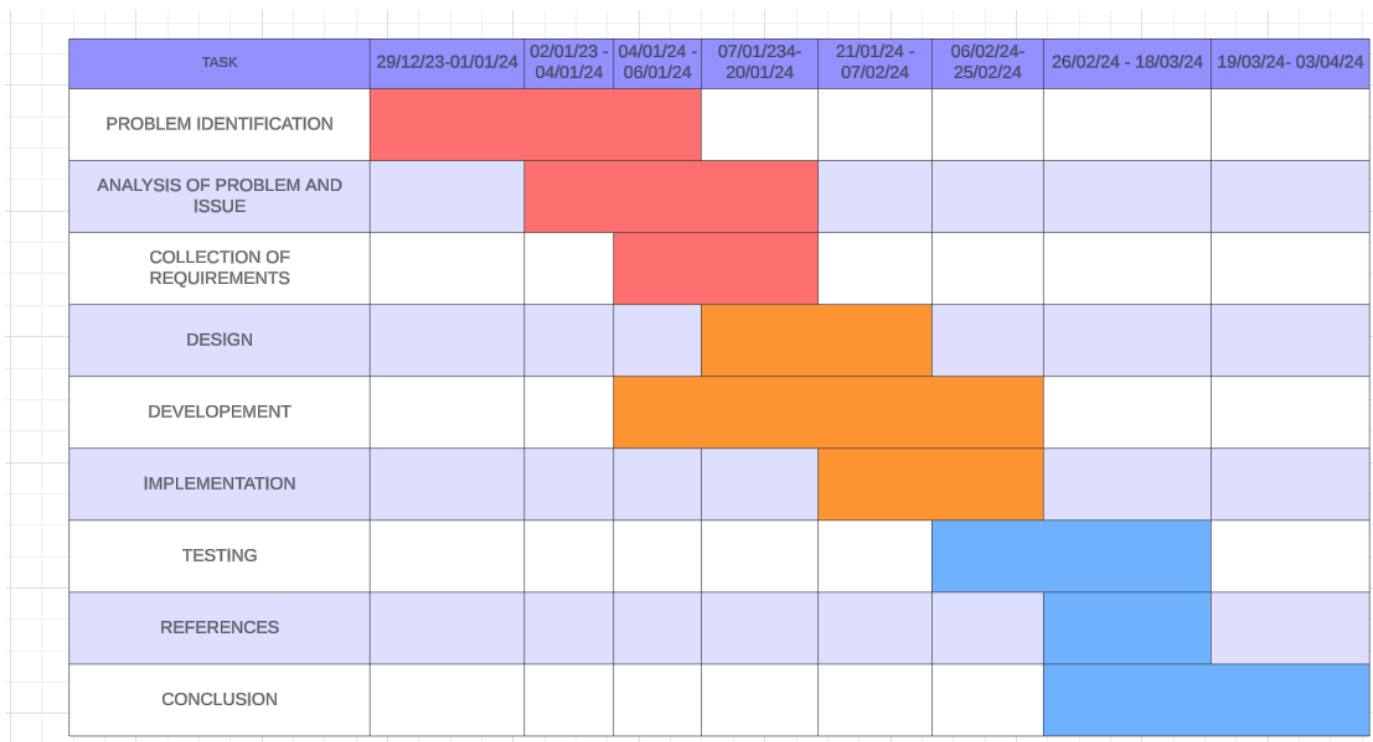 TASK
29/12/23-01/01/24
02/01/23 -
04/01/24
04/01/24 -
06/01/24
07/01/234-
20/01/24
21/01/24 -
07/02/24
06/02/24-
25/02/24
26/02/24 - 18/03/24
19/03/24- 03/04/24
PROBLEM IDENTIFICATION
ANALYSIS OF PROBLEM AND
ISSUE
COLLECTION OF
REQUIREMENTS
DESIGN
DEVELOPEMENT
IMPLEMENTATION
TESTING
REFERENCES
CONCLUSION